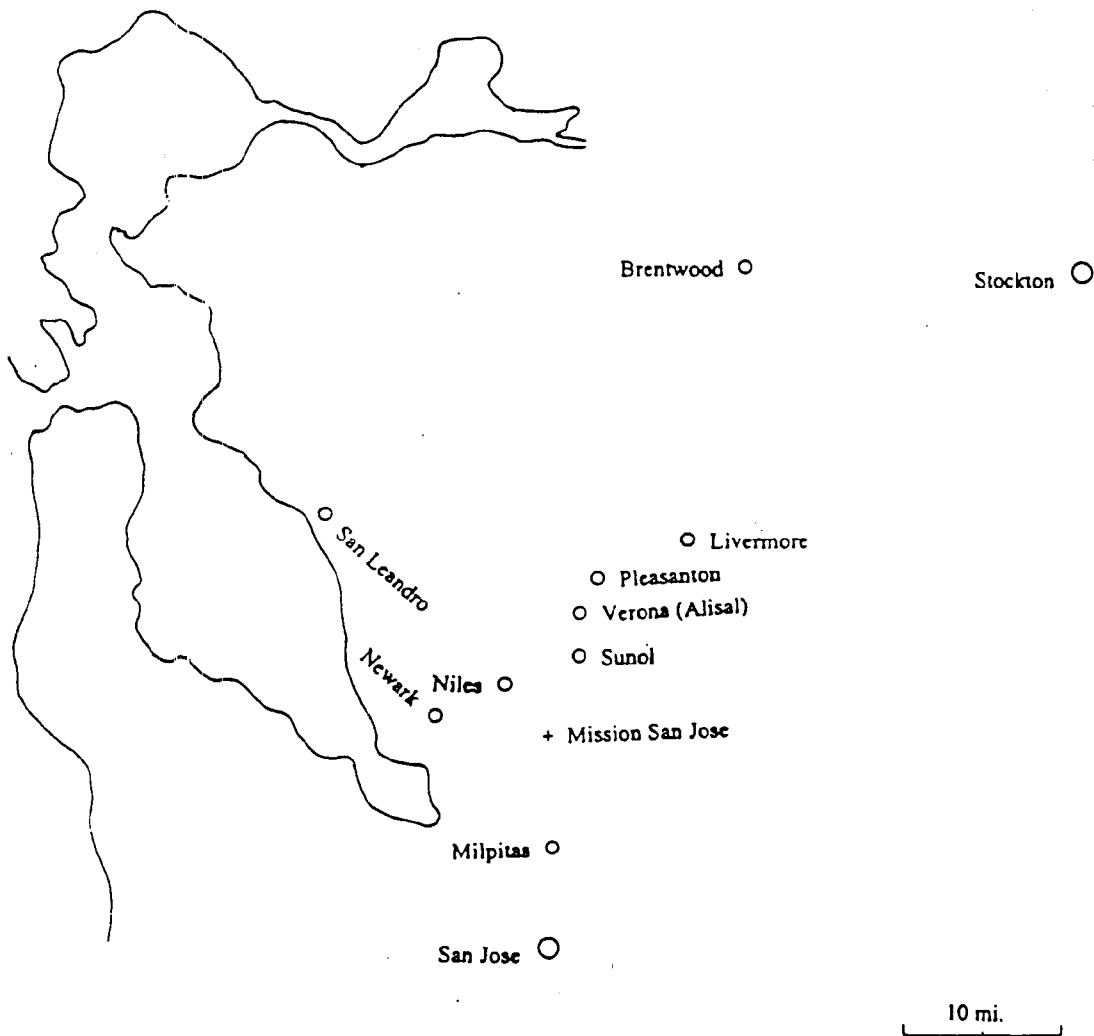 Brentwood
Stockton
San Leandro
Livermore
Pleasanton
Verona (Alisal)
Sunol
Newark
Niles
+ Mission San Jose
Milpitas
San Jose
10 mi.